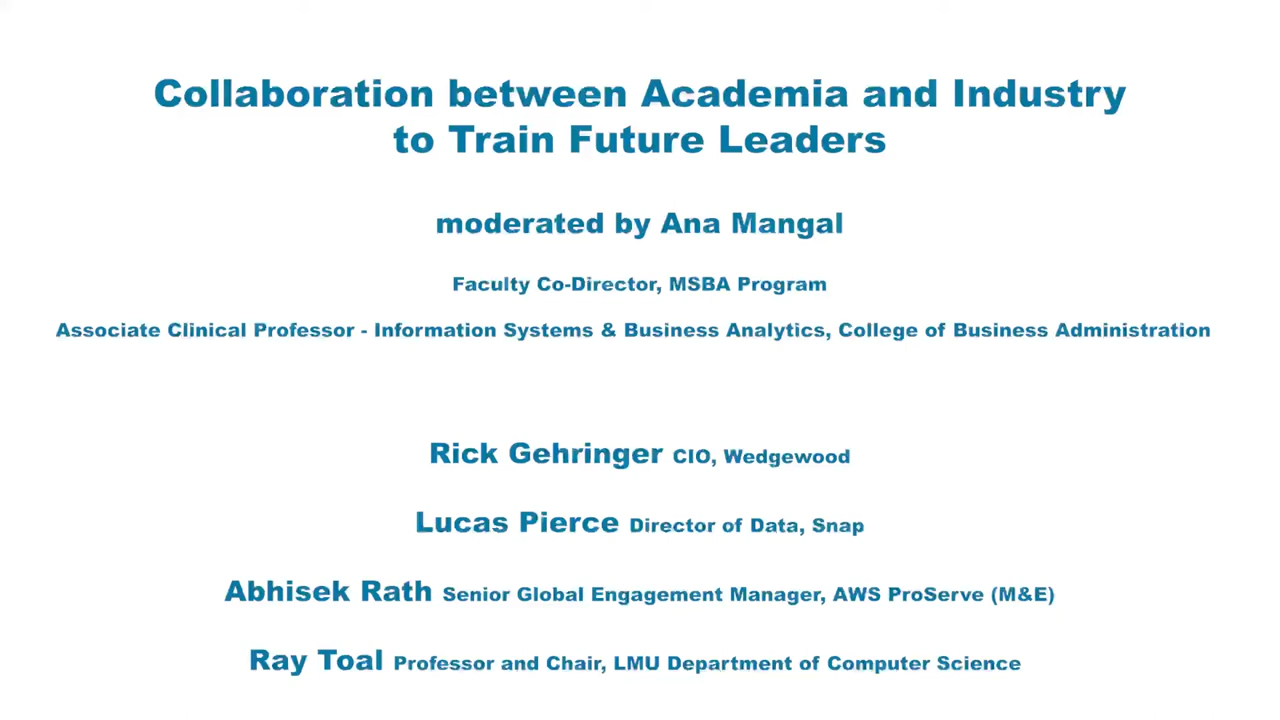 Collaboration between Academia and Industry
to Train Future Leaders
moderated by Ana Mangal
Faculty Co-Director, MSBA Program
Associate Clinical Professor - Information Systems & Business Analytics, College of Business Administration
Rick Gehringer CIO, Wedgewood
Lucas Pierce Director of Data, Snap
Abhisek Rath Senior Global Engagement Manager, AWS ProServe (M&E)
Ray Toal Professor and Chair, LMU Department of Computer Science